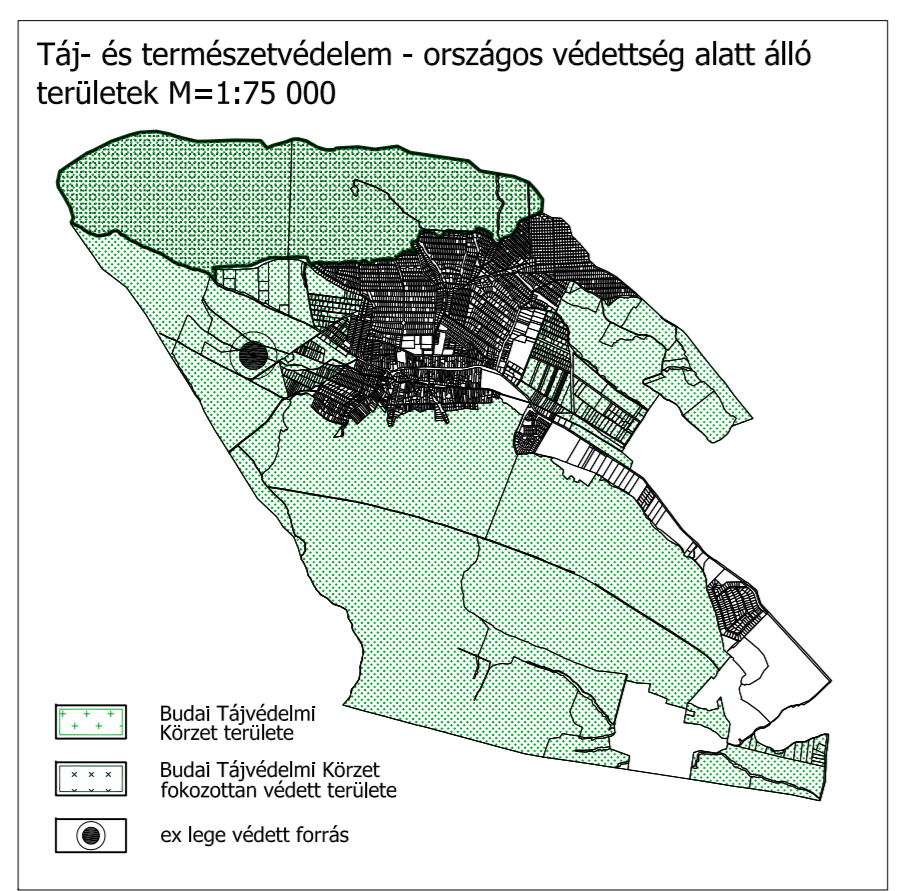 Táj- és természetvédelem - országos védettség alatt álló
területek M=1:75 000
Budai Tájvédelmi
Körzet területe
Budai Tájvédelmi Körzet
fokozottan védett területe
ex lege védett forrás